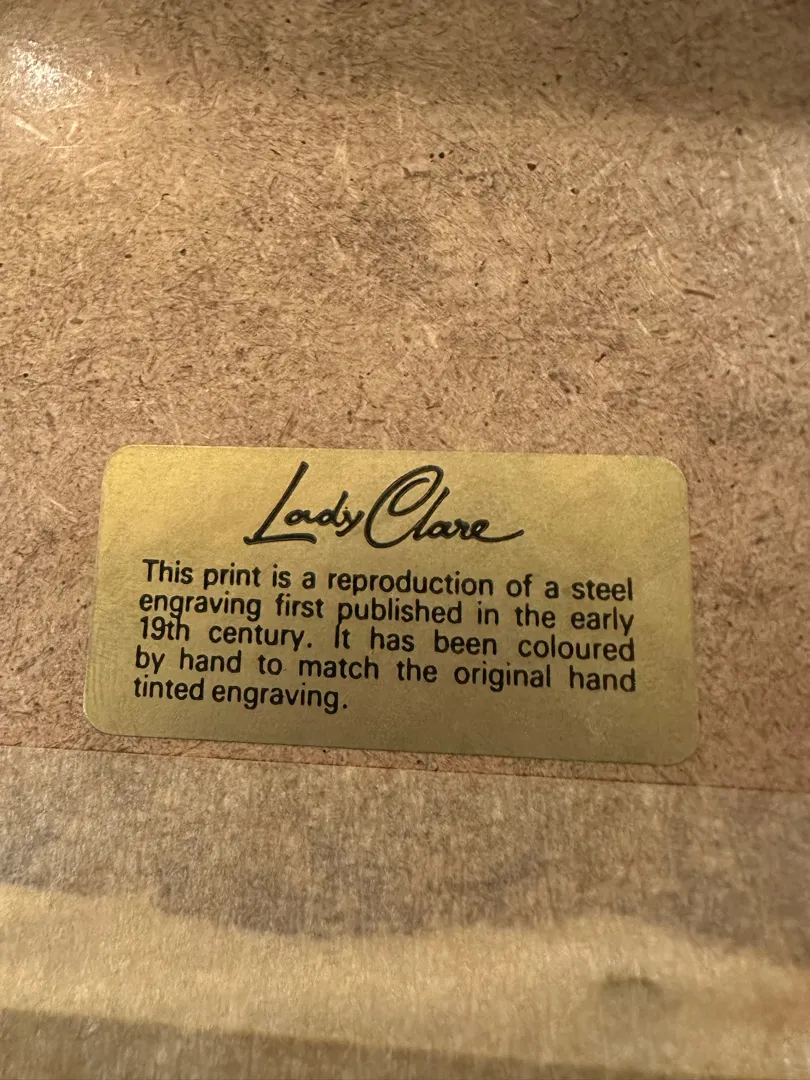 Lady Clare
This print is a reproduction of a steel
engraving first published in the early
19th century. It has been coloured
by hand to match the original hand
tinted engraving.